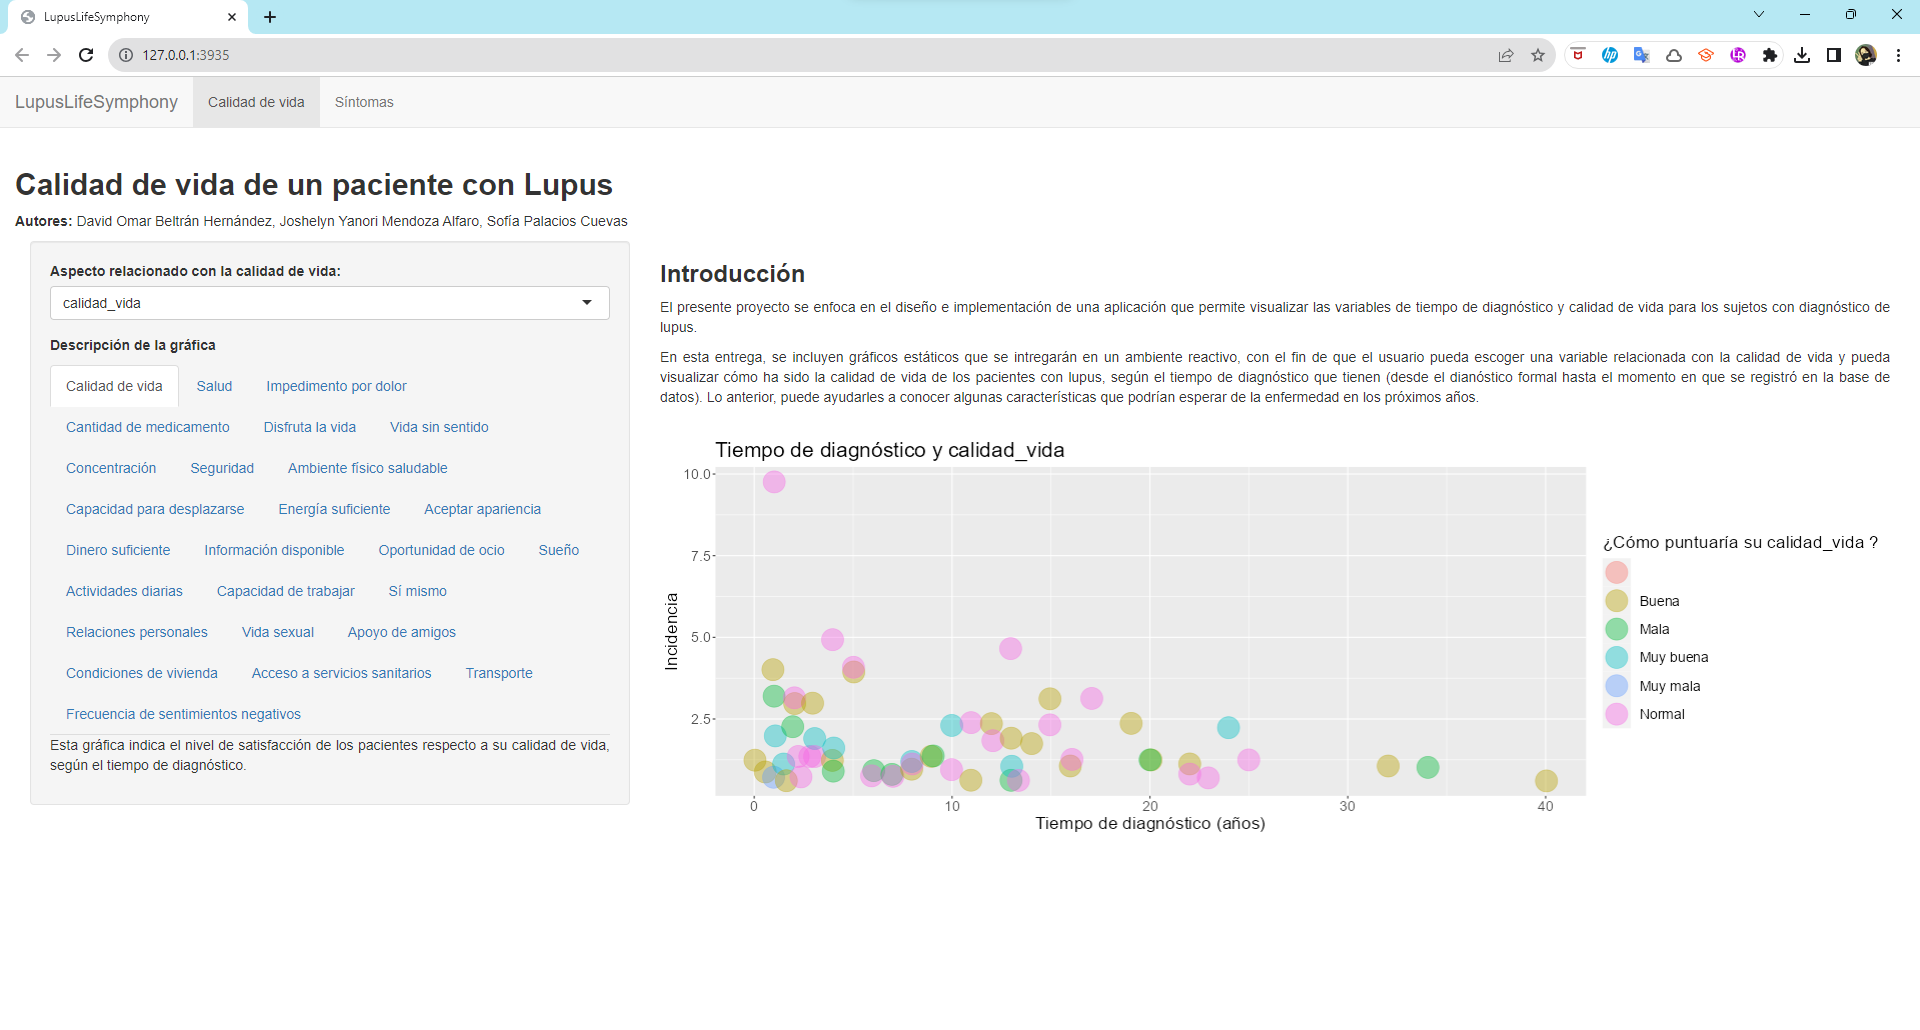 LupusLifeSymphony
127.0.0.1:3935
LupusLifeSymphony Calidad de vida Síntomas
Calidad de vida de un paciente con Lupus
Autores: David Omar Beltrán Hernández, Joshelyn Yanori Mendoza Alfaro, Sofía Palacios Cuevas
Aspecto relacionado con la calidad de vida:
calidad_vida
Descripción de la gráfica
Calidad de vida Salud Impedimento por dolor
Cantidad de medicamento Disfruta la vida Vida sin sentido
Concentración Seguridad Ambiente físico saludable
Capacidad para desplazarse Energía suficiente Aceptar apariencia
Dinero suficiente Información disponible Oportunidad de ocio Sueño
Actividades diarias Capacidad de trabajar Sí mismo
Relaciones personales Vida sexual Apoyo de amigos
Condiciones de vivienda Acceso a servicios sanitarios Transporte
Frecuencia de sentimientos negativos
Esta gráfica indica el nivel de satisfacción de los pacientes respecto a su calidad de vida,
según el tiempo de diagnóstico.
Introducción
El presente proyecto se enfoca en el diseño e implementación de una aplicación que permite visualizar las variables de tiempo de diagnóstico y calidad de vida para los sujetos con diagnóstico de
lupus.
En esta entrega, se incluyen gráficos estáticos que se intregarán en un ambiente reactivo, con el fin de que el usuario pueda escoger una variable relacionada con la calidad de vida y pueda
visualizar cómo ha sido la calidad de vida de los pacientes con lupus, según el tiempo de diagnóstico que tienen (desde el dianóstico formal hasta el momento en que se registró en la base de
datos). Lo anterior, puede ayudarles a conocer algunas características que podrían esperar de la enfermedad en los próximos años.
Tiempo de diagnóstico y calidad_vida
Incidencia
10.0
7.5
5.0
2.5
0 10 20 30 40
Tiempo de diagnóstico (años)
¿Cómo puntuaría su calidad_vida ?
Buena
Mala
Muy buena
Muy mala
Normal